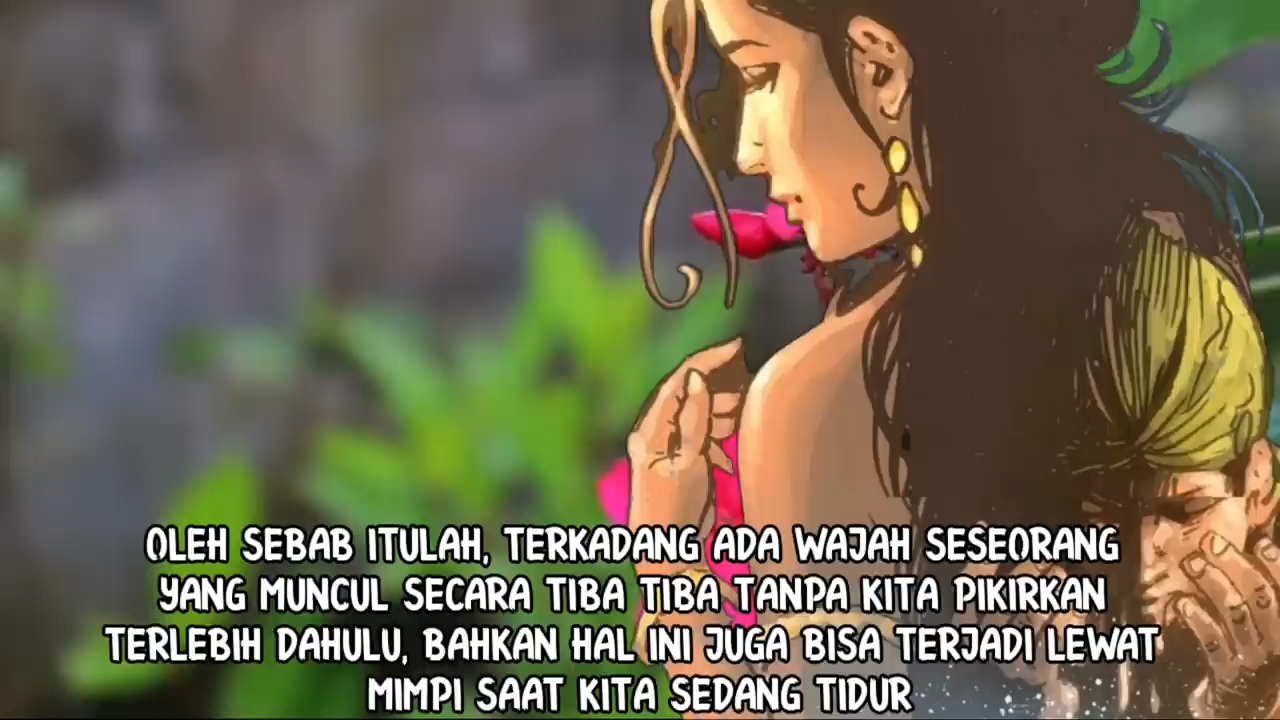 OLEH SEBAB ITULAH, TERKADANG ADA WAJAH SESEORANG
YANG MUNCUL SECARA TIBA TIBA TANPA KITA PIKIRKAN
TERLEBIH DAHULU, BAHKAN HAL INI JUGA BISA TERJADI LEWAT
MIMPI SAAT KITA SEDANG TIDUR